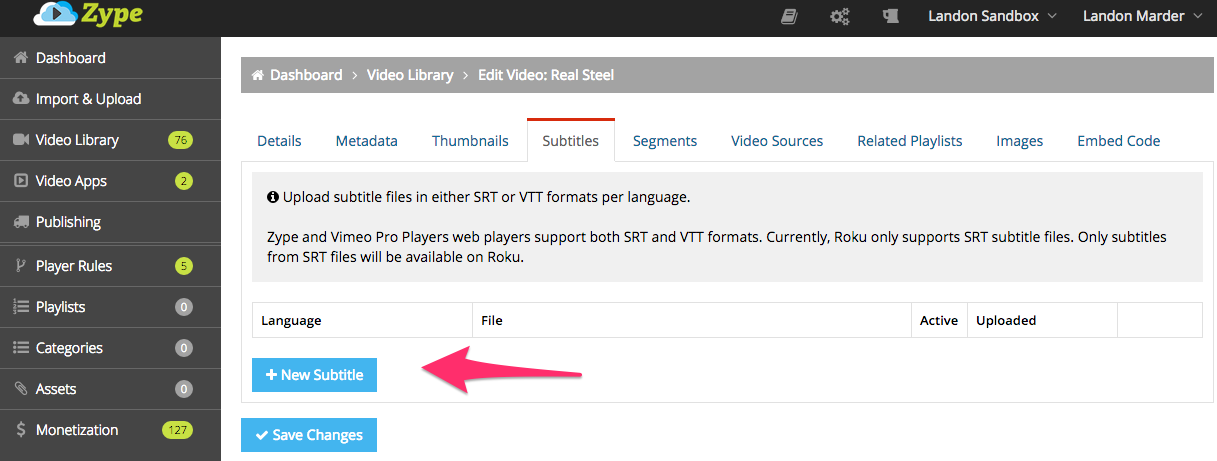 Zype
Landon Sandbox
Landon Marder
Dashboard
Import & Upload
Video Library 76
Video Apps 2
Publishing
Player Rules 5
Playlists 0
Categories 0
Assets 0
Monetization 127
Dashboard > Video Library > Edit Video: Real Steel
Details Metadata Thumbnails Subtitles Segments Video Sources Related Playlists Images Embed Code
Upload subtitle files in either SRT or VTT formats per language.
Zype and Vimeo Pro Players web players support both SRT and VTT formats. Currently, Roku only supports SRT subtitle files. Only subtitles
from SRT files will be available on Roku.
Language File Active Uploaded
+ New Subtitle
Save Changes